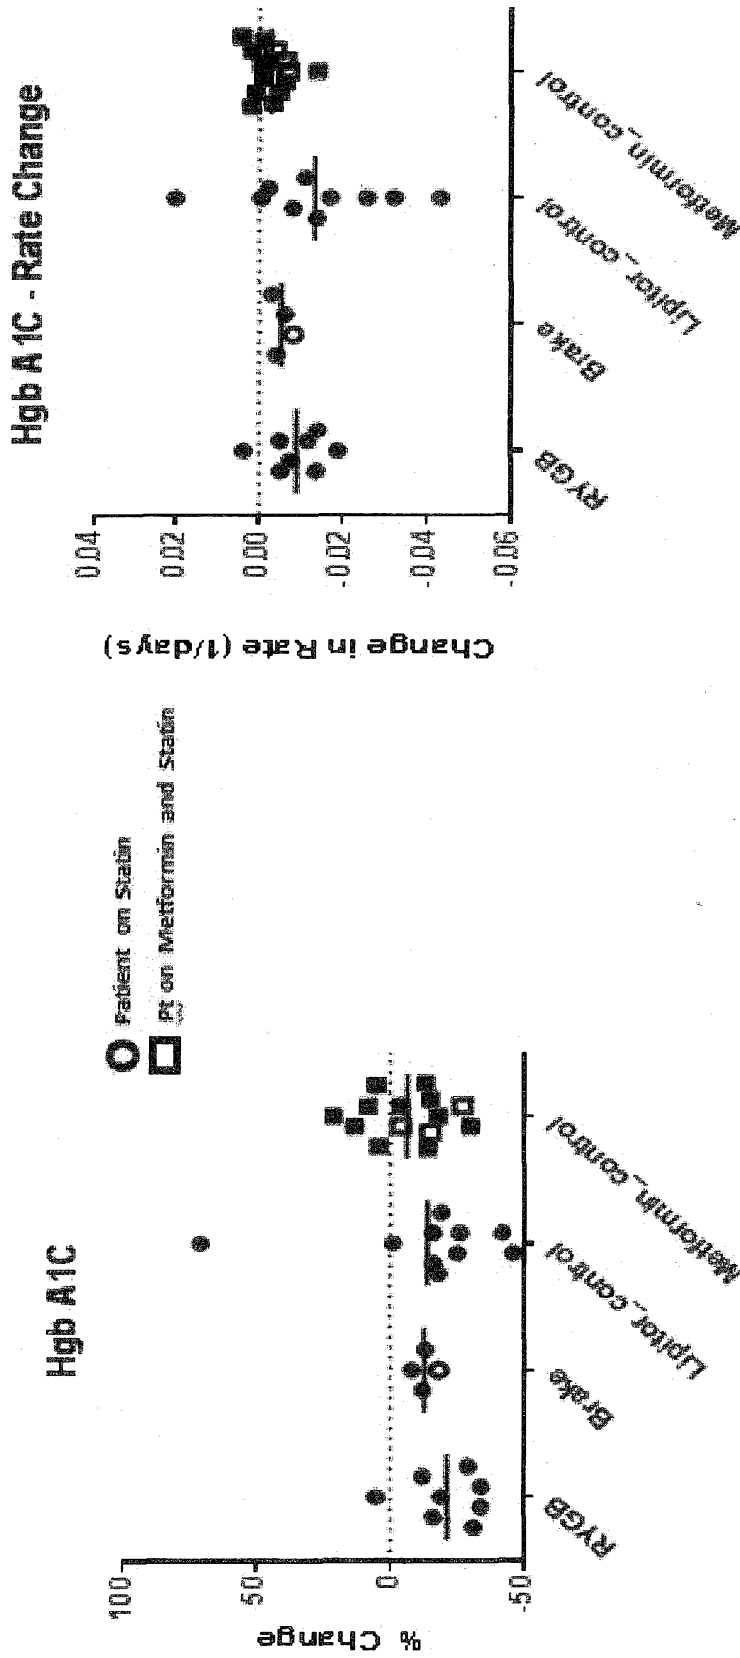 Hgb A1C
Patient on Statin
Pt on Metformin and Statin
% Change
100
50
0
-50
RYGB
Brake
Lipitor_control
Metformin_control
Hgb A1C - Rate Change
Change in Rate (1/days)
0.04
0.02
0.00
-0.02
-0.04
-0.06
RYGB
Brake
Lipitor_control
Metformin_control